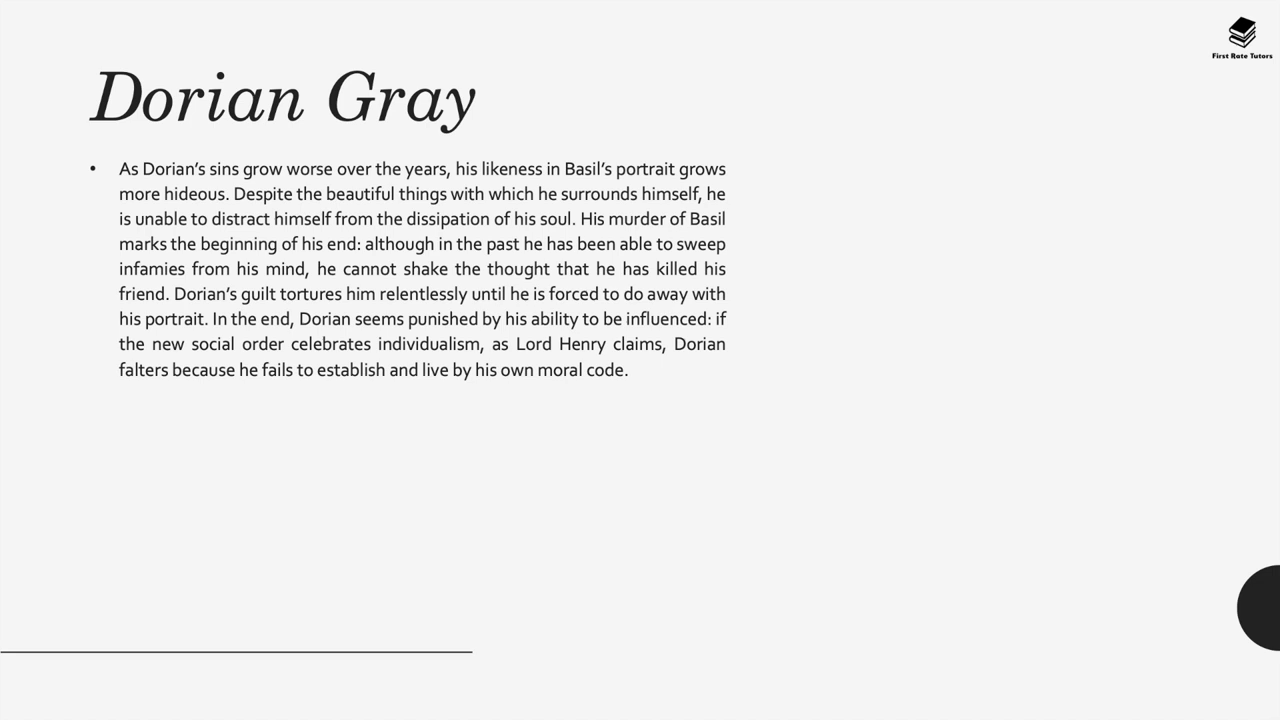 First Rate Tutors
Dorian Gray
• As Dorian’s sins grow worse over the years, his likeness in Basil’s portrait grows
more hideous. Despite the beautiful things with which he surrounds himself, he
is unable to distract himself from the dissipation of his soul. His murder of Basil
marks the beginning of his end: although in the past he has been able to sweep
infamies from his mind, he cannot shake the thought that he has killed his
friend. Dorian’s guilt tortures him relentlessly until he is forced to do away with
his portrait. In the end, Dorian seems punished by his ability to be influenced: if
the new social order celebrates individualism, as Lord Henry claims, Dorian
falters because he fails to establish and live by his own moral code.